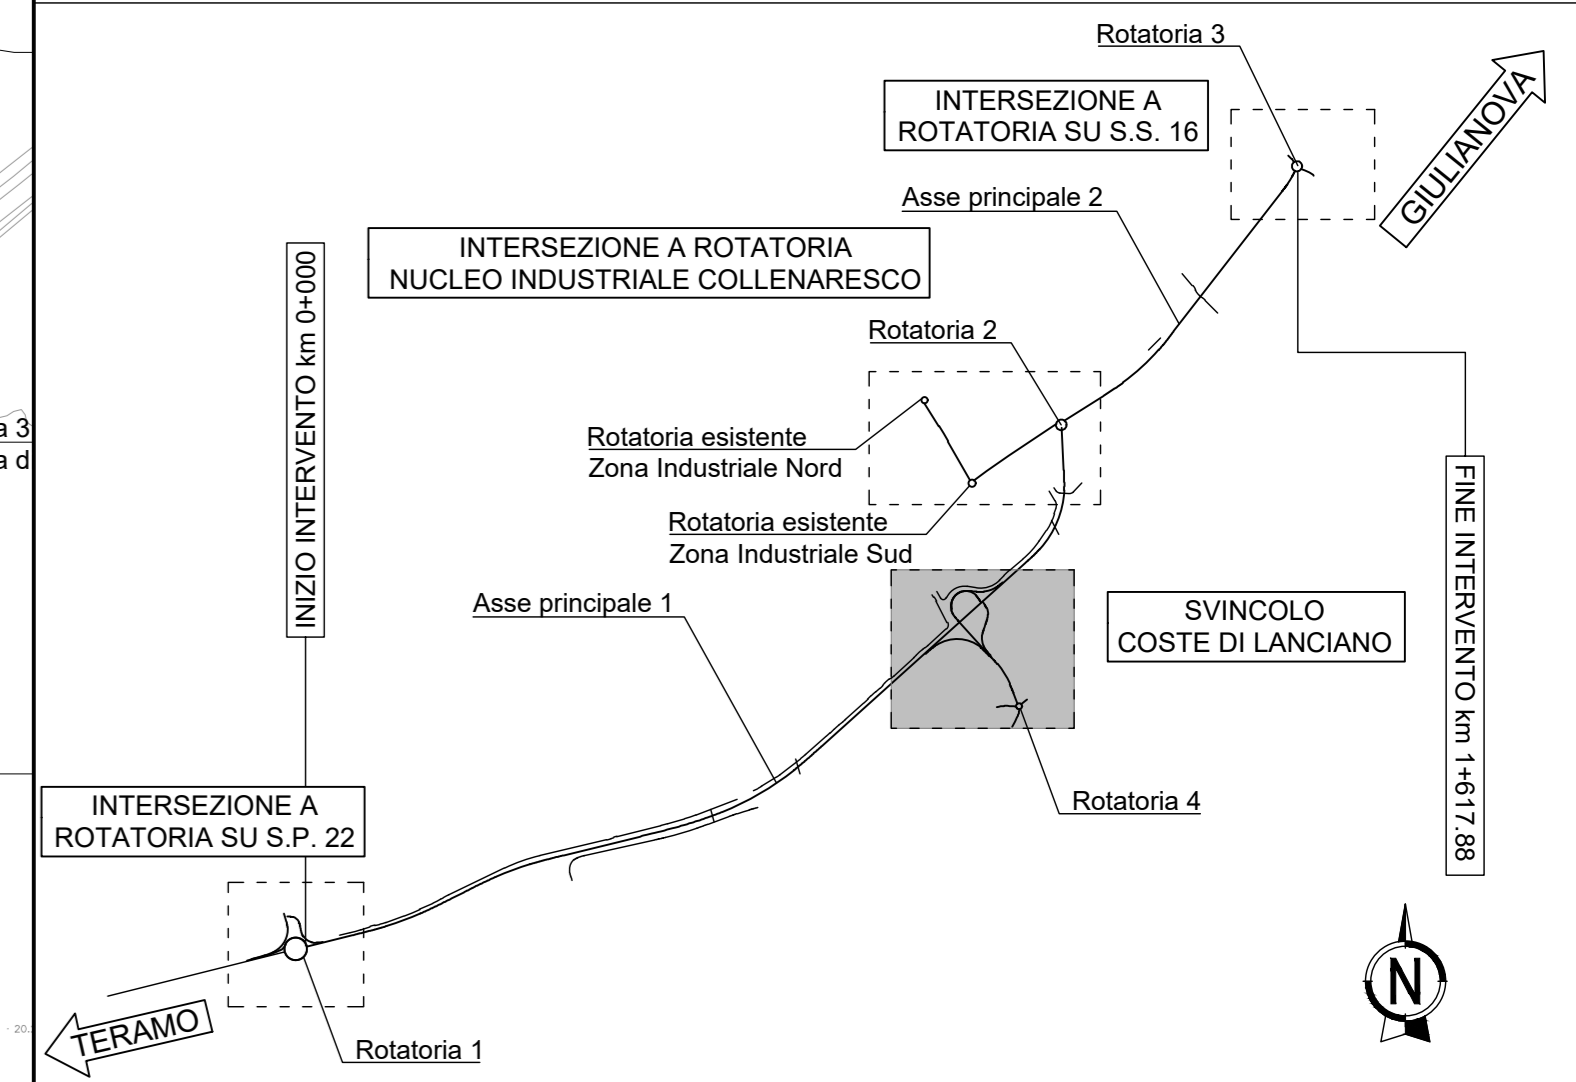 Rotatoria 3
INTERSEZIONE A
ROTATORIA SU S.S. 16
GIULIANOVA
Asse principale 2
INTERSEZIONE A ROTATORIA
NUCLEO INDUSTRIALE COLLENARESCO
INIZIO INTERVENTO km 0+000
Rotatoria 2
a 3
a d
Rotatoria esistente
Zona Industriale Nord
Rotatoria esistente
Zona Industriale Sud
FINE INTERVENTO km 1+617.88
Asse principale 1
SVINCOLO
COSTE DI LANCIANO
INTERSEZIONE A
ROTATORIA SU S.P. 22
Rotatoria 4
N
TERAMO
Rotatoria 1